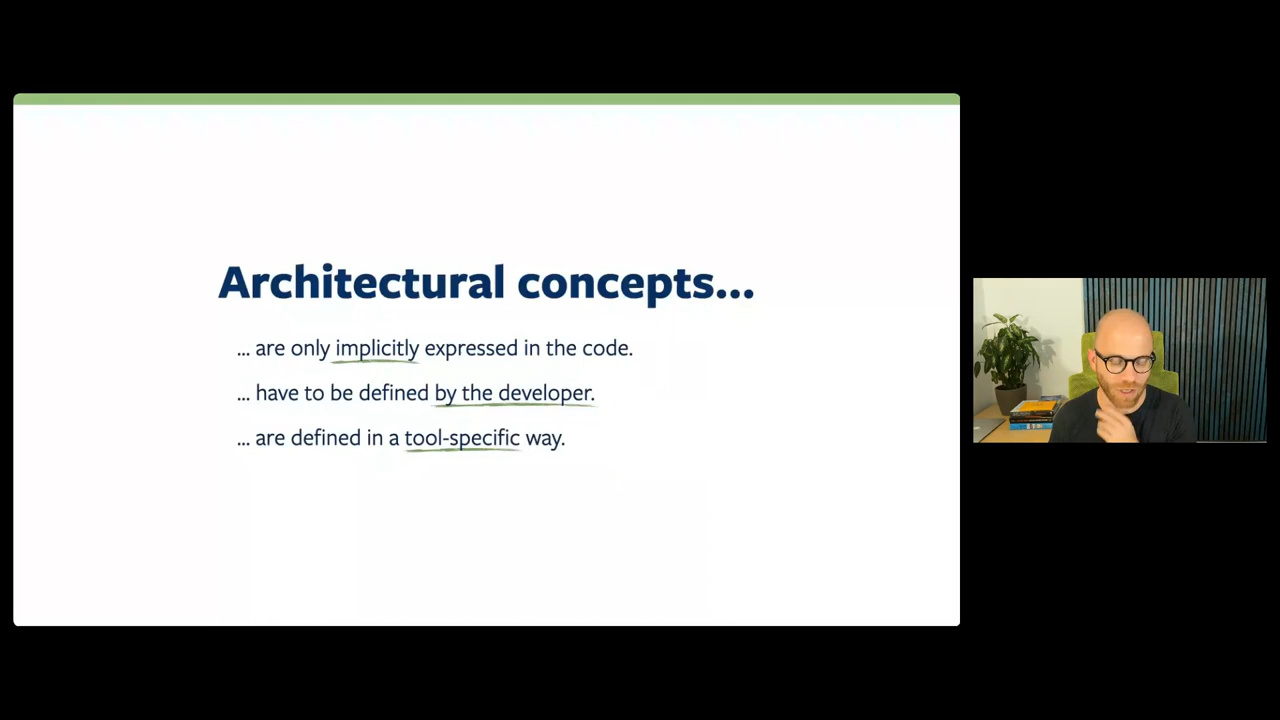 Architectural concepts...
... are only implicitly expressed in the code.
... have to be defined by the developer.
... are defined in a tool-specific way.